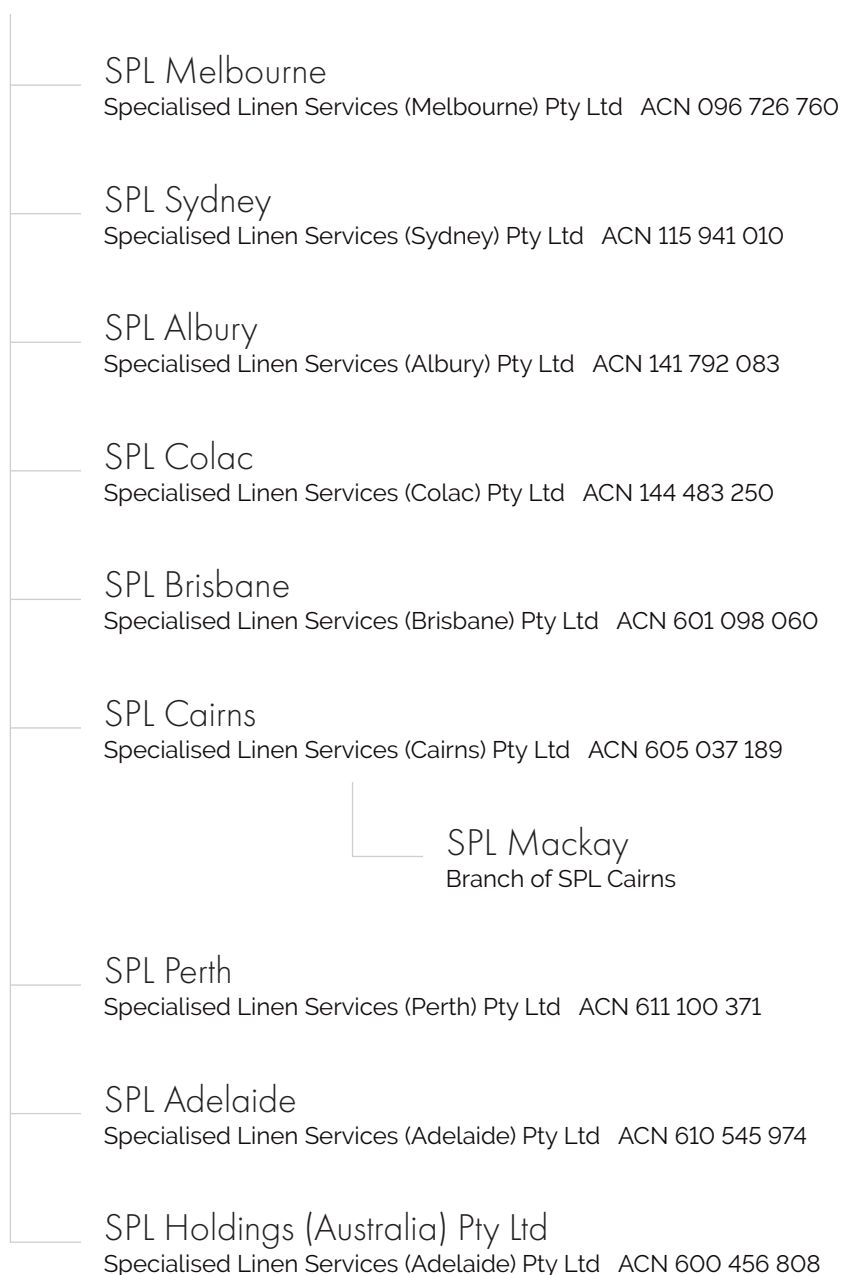 SPL Melbourne
Specialised Linen Services (Melbourne) Pty Ltd ACN 096 726 760
SPL Sydney
Specialised Linen Services (Sydney) Pty Ltd ACN 115 941 010
SPL Albury
Specialised Linen Services (Albury) Pty Ltd ACN 141 792 083
SPL Colac
Specialised Linen Services (Colac) Pty Ltd ACN 144 483 250
SPL Brisbane
Specialised Linen Services (Brisbane) Pty Ltd ACN 601 098 060
SPL Cairns
Specialised Linen Services (Cairns) Pty Ltd ACN 605 037 189
SPL Mackay
Branch of SPL Cairns
SPL Perth
Specialised Linen Services (Perth) Pty Ltd ACN 611 100 371
SPL Adelaide
Specialised Linen Services (Adelaide) Pty Ltd ACN 610 545 974
SPL Holdings (Australia) Pty Ltd
Specialised Linen Services (Adelaide) Pty Ltd ACN 600 456 808